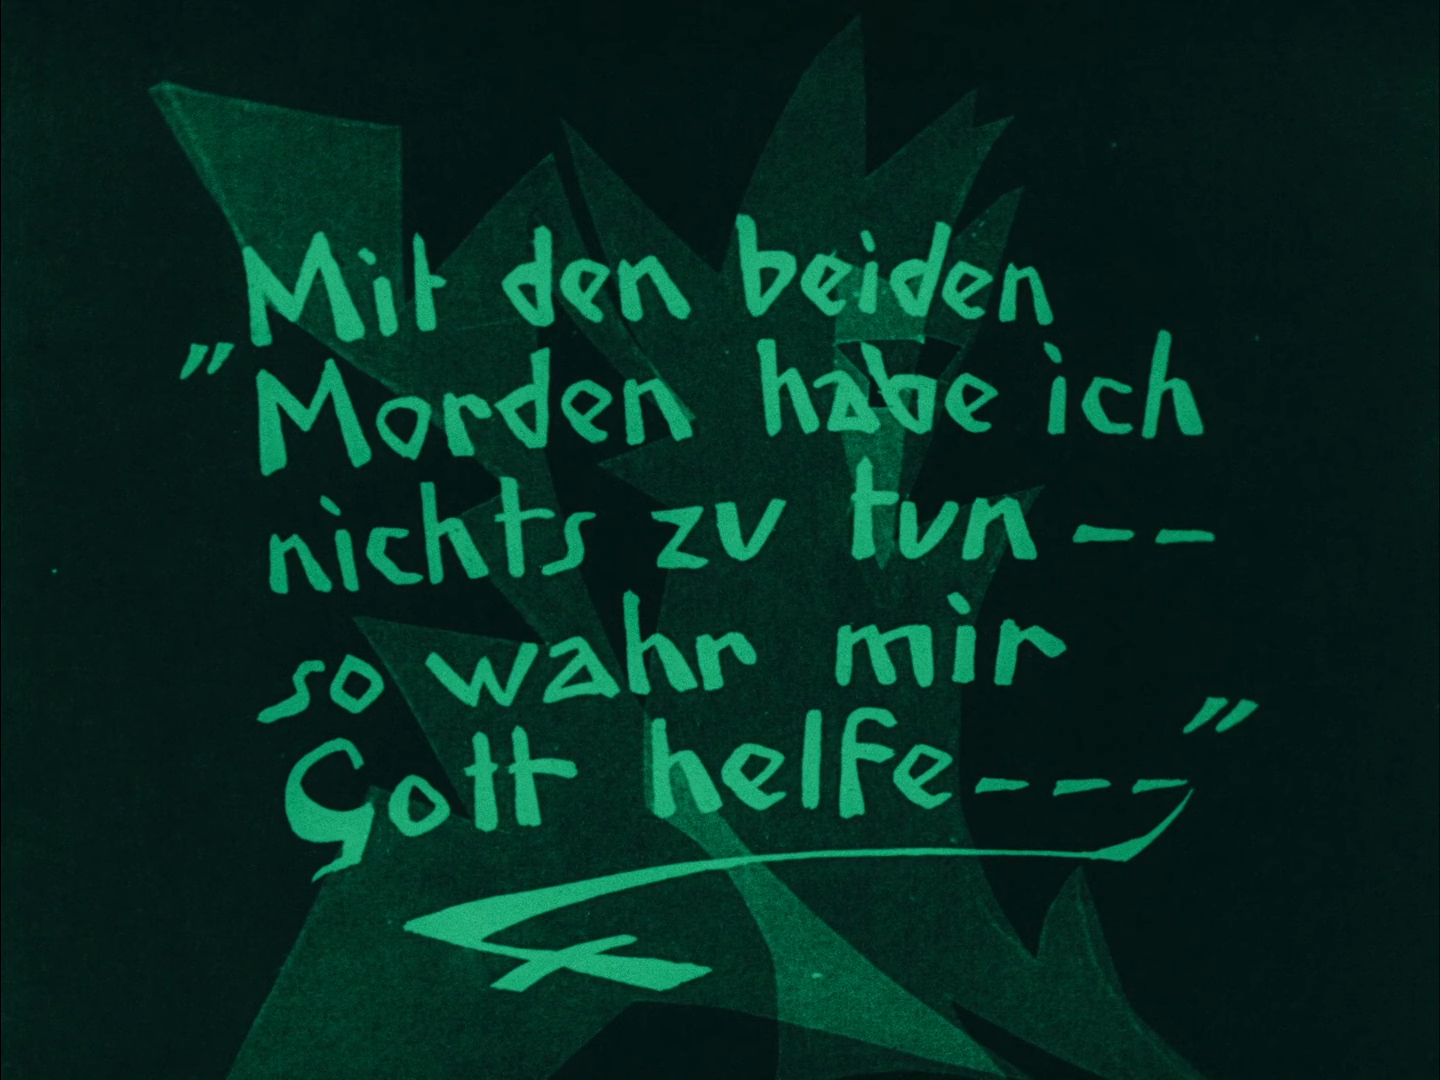 Mit den beiden
"Morden habe ich
nichts zu tun --
so wahr mir
Gott helfe---"